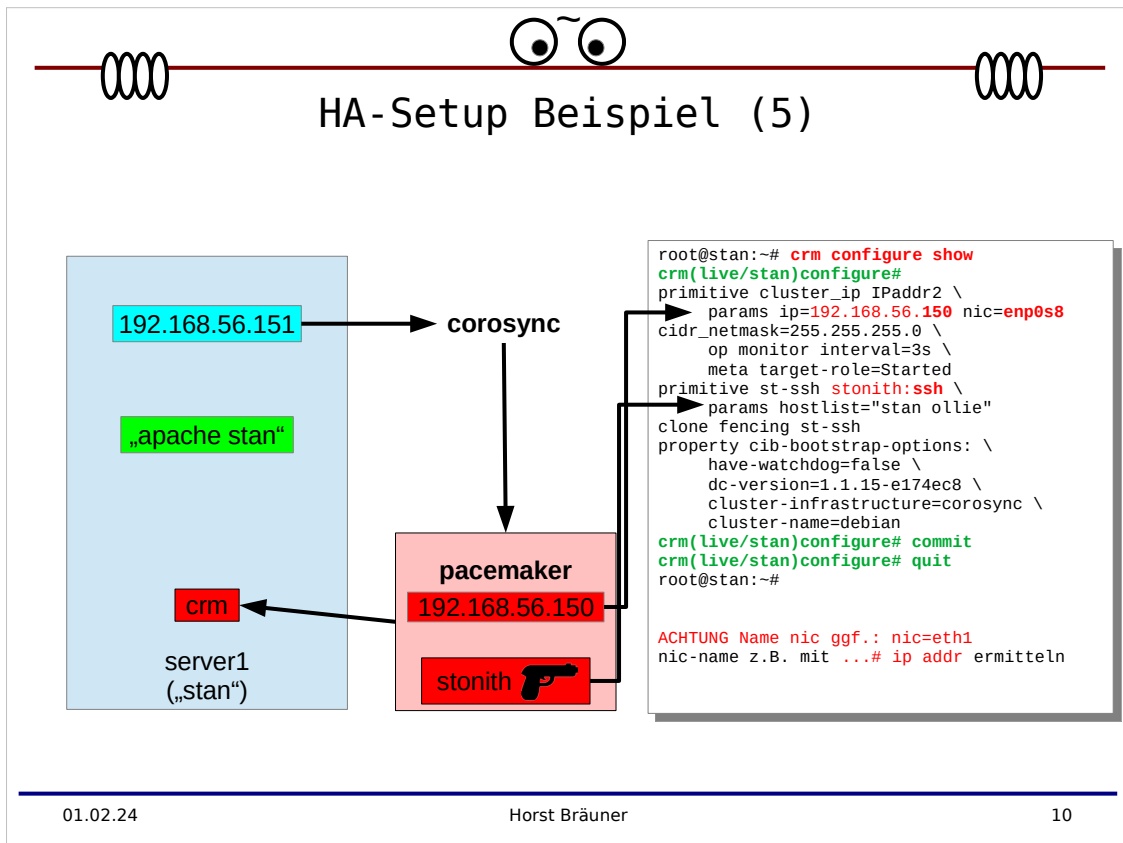 HA-Setup Beispiel (5)
192.168.56.151
corosync
„apache stan“
pacemaker
192.168.56.150
crm
stonith
server1
(„stan“)
root@stan:~# crm configure show
crm(live/stan)configure#
primitive cluster_ip IPaddr2 \
params ip=192.168.56.150 nic=enp0s8
cidr_netmask=255.255.255.0 \
op monitor interval=3s \
meta target-role=Started
primitive st-ssh stonith:ssh \
params hostlist="stan ollie"
clone fencing st-ssh
property cib-bootstrap-options: \
have-watchdog=false \
dc-version=1.1.15-e174ec8 \
cluster-infrastructure=corosync \
cluster-name=debian
crm(live/stan)configure# commit
crm(live/stan)configure# quit
root@stan:~#
ACHTUNG Name nic ggf.: nic=eth1
nic-name z.B. mit ...# ip addr ermitteln
01.02.24
Horst Bräuner
10